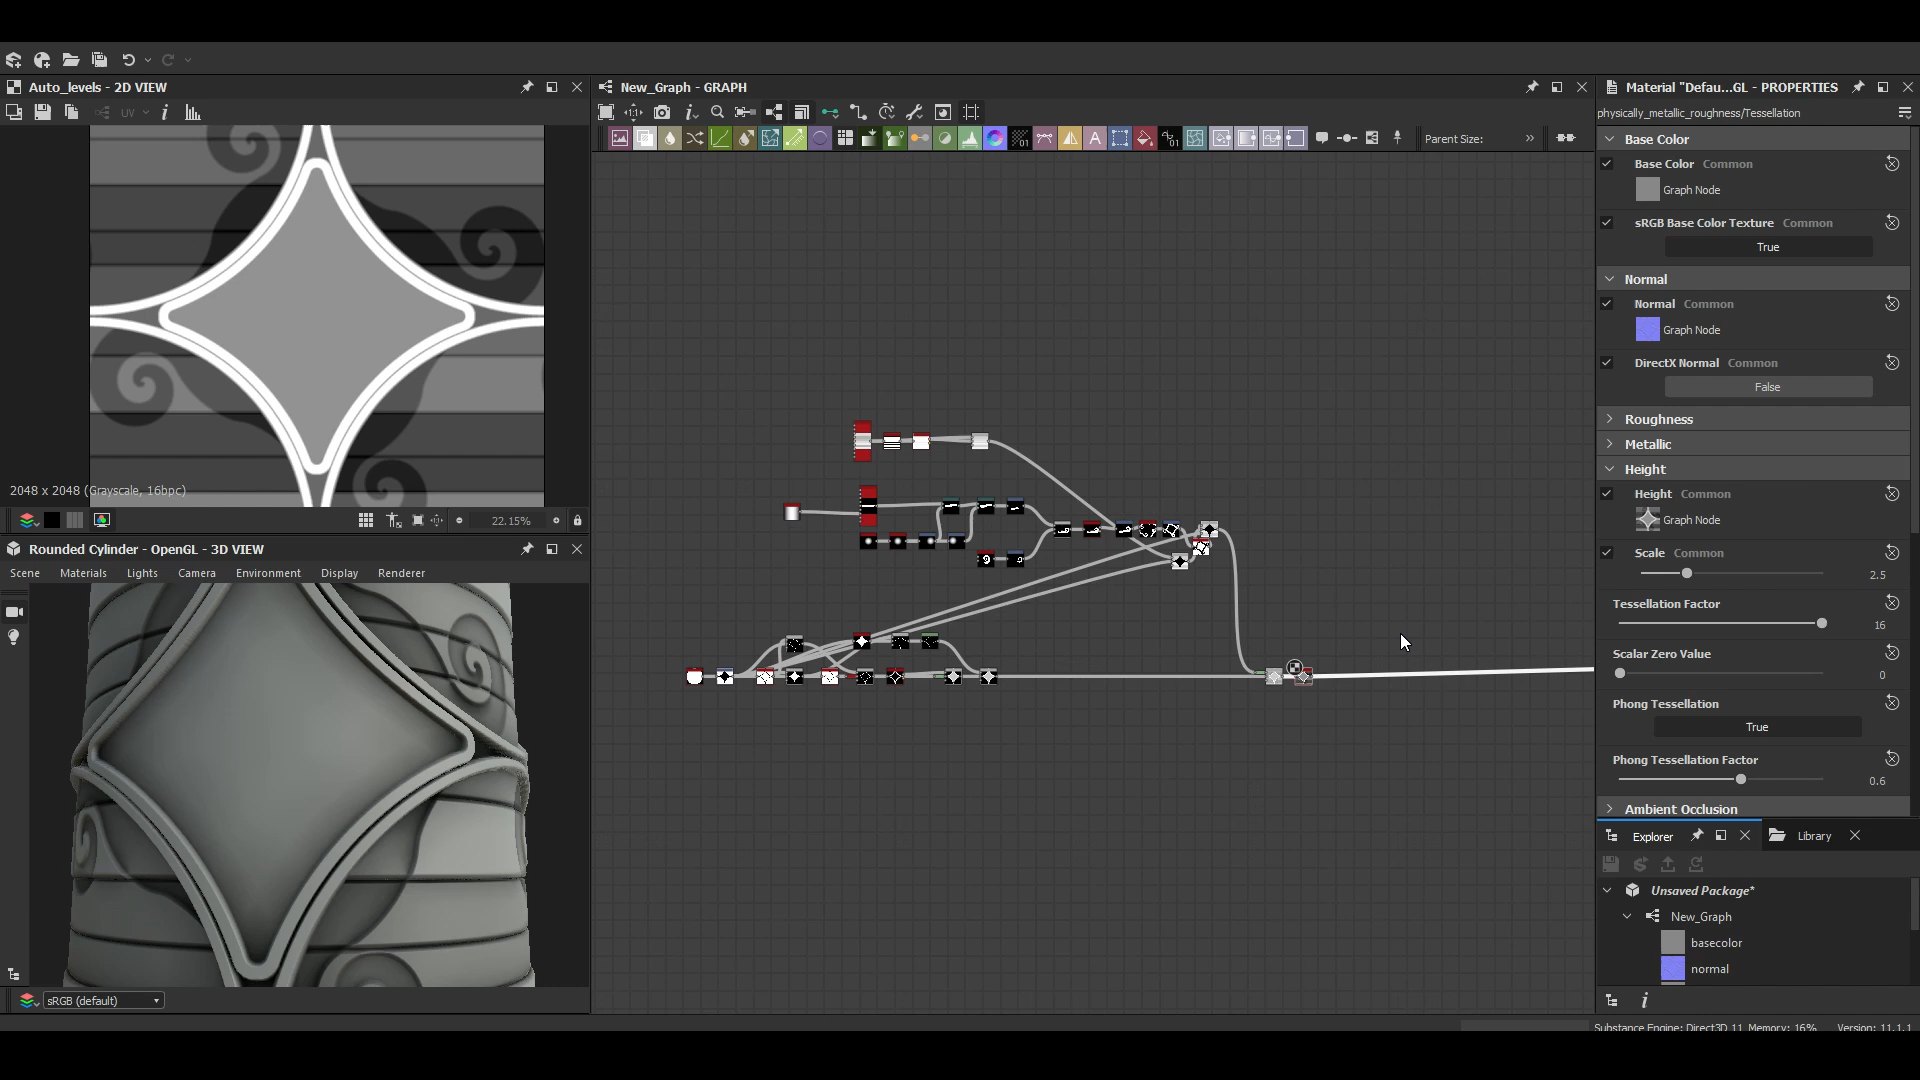 Auto_levels - 2D VIEW
New_Graph - GRAPH
Material "Defau...GL - PROPERTIES
physically_metallic_roughness/Tessellation
UV
Parent Size:
Base Color
Base Color Common
Graph Node
sRGB Base Color Texture Common
True
Normal
Normal Common
Graph Node
DirectX Normal Common
False
Roughness
Metallic
Height
Height Common
Graph Node
Scale Common
2.5
Tessellation Factor
16
Scalar Zero Value
0
Phong Tessellation
True
Phong Tessellation Factor
0.6
Ambient Occlusion
2048 x 2048 (Grayscale, 16bpc)
22.15%
Rounded Cylinder - OpenGL - 3D VIEW
Scene Materials Lights Camera Environment Display Renderer
sRGB (default)
Explorer
Library
Unsaved Package*
New_Graph
basecolor
normal
Substance Engine: Direct3D 11 Memory: 16% Version: 11.1.1